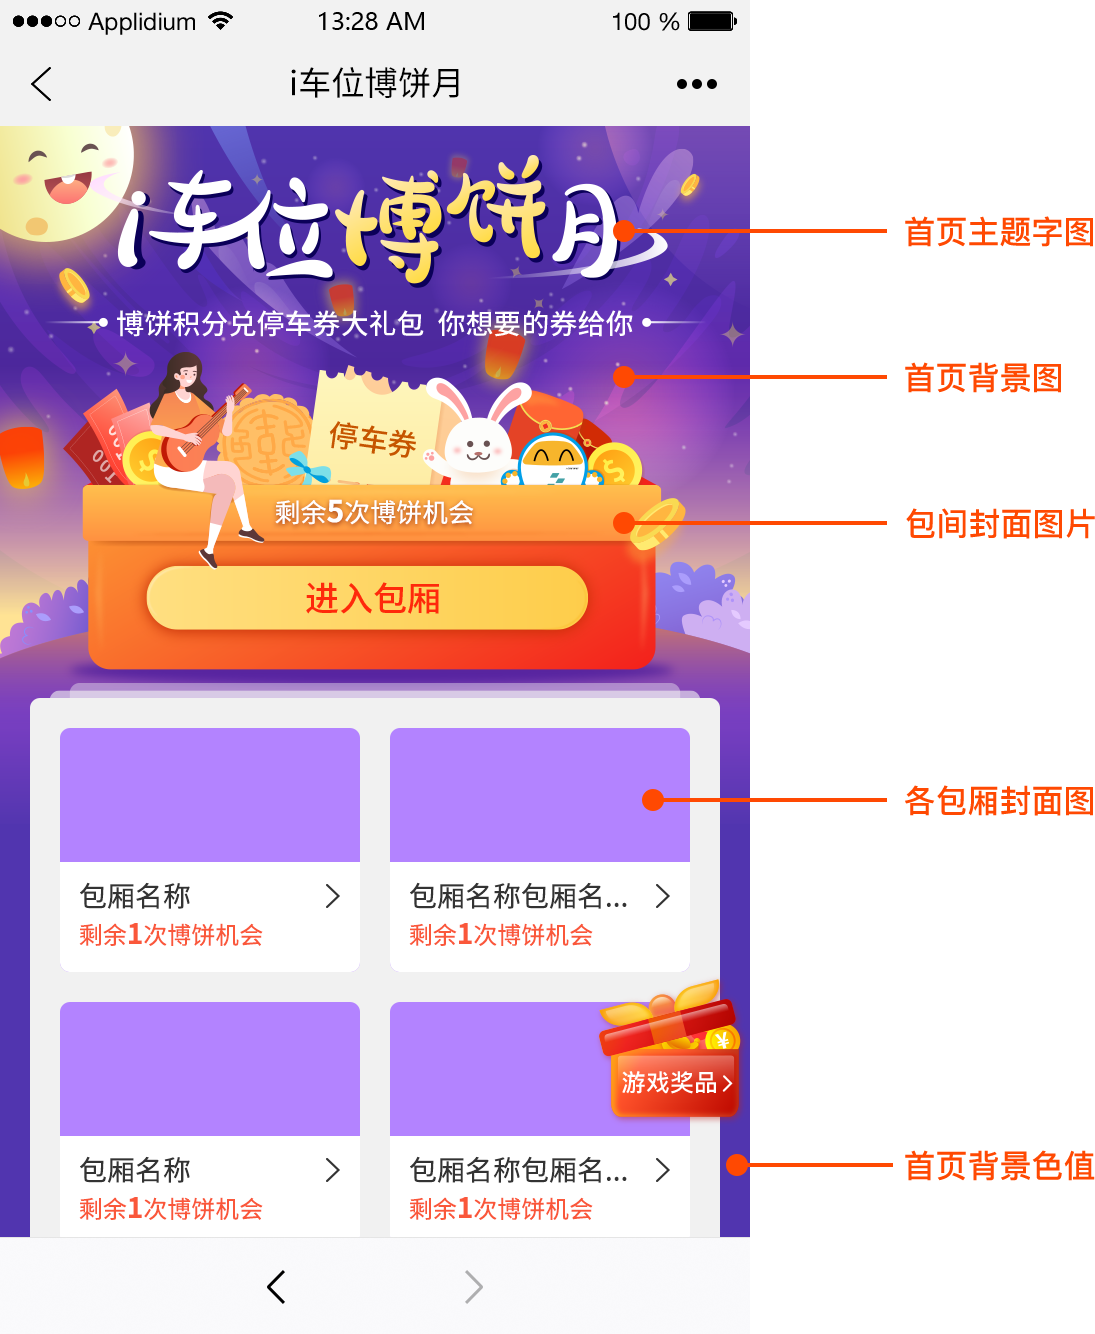 Applidium 13:28 AM 100 %
i车位博饼月
i车位博饼月
首页主题字图
博饼积分兑停车券大礼包 你想要的券给你
首页背景图
停车券
100
100
剩余5次博饼机会
包间封面图片
进入包厢
各包厢封面图
包厢名称
包厢名称包厢名...
剩余1次博饼机会
剩余1次博饼机会
游戏奖品
包厢名称
包厢名称包厢名...
首页背景色值
剩余1次博饼机会
剩余1次博饼机会